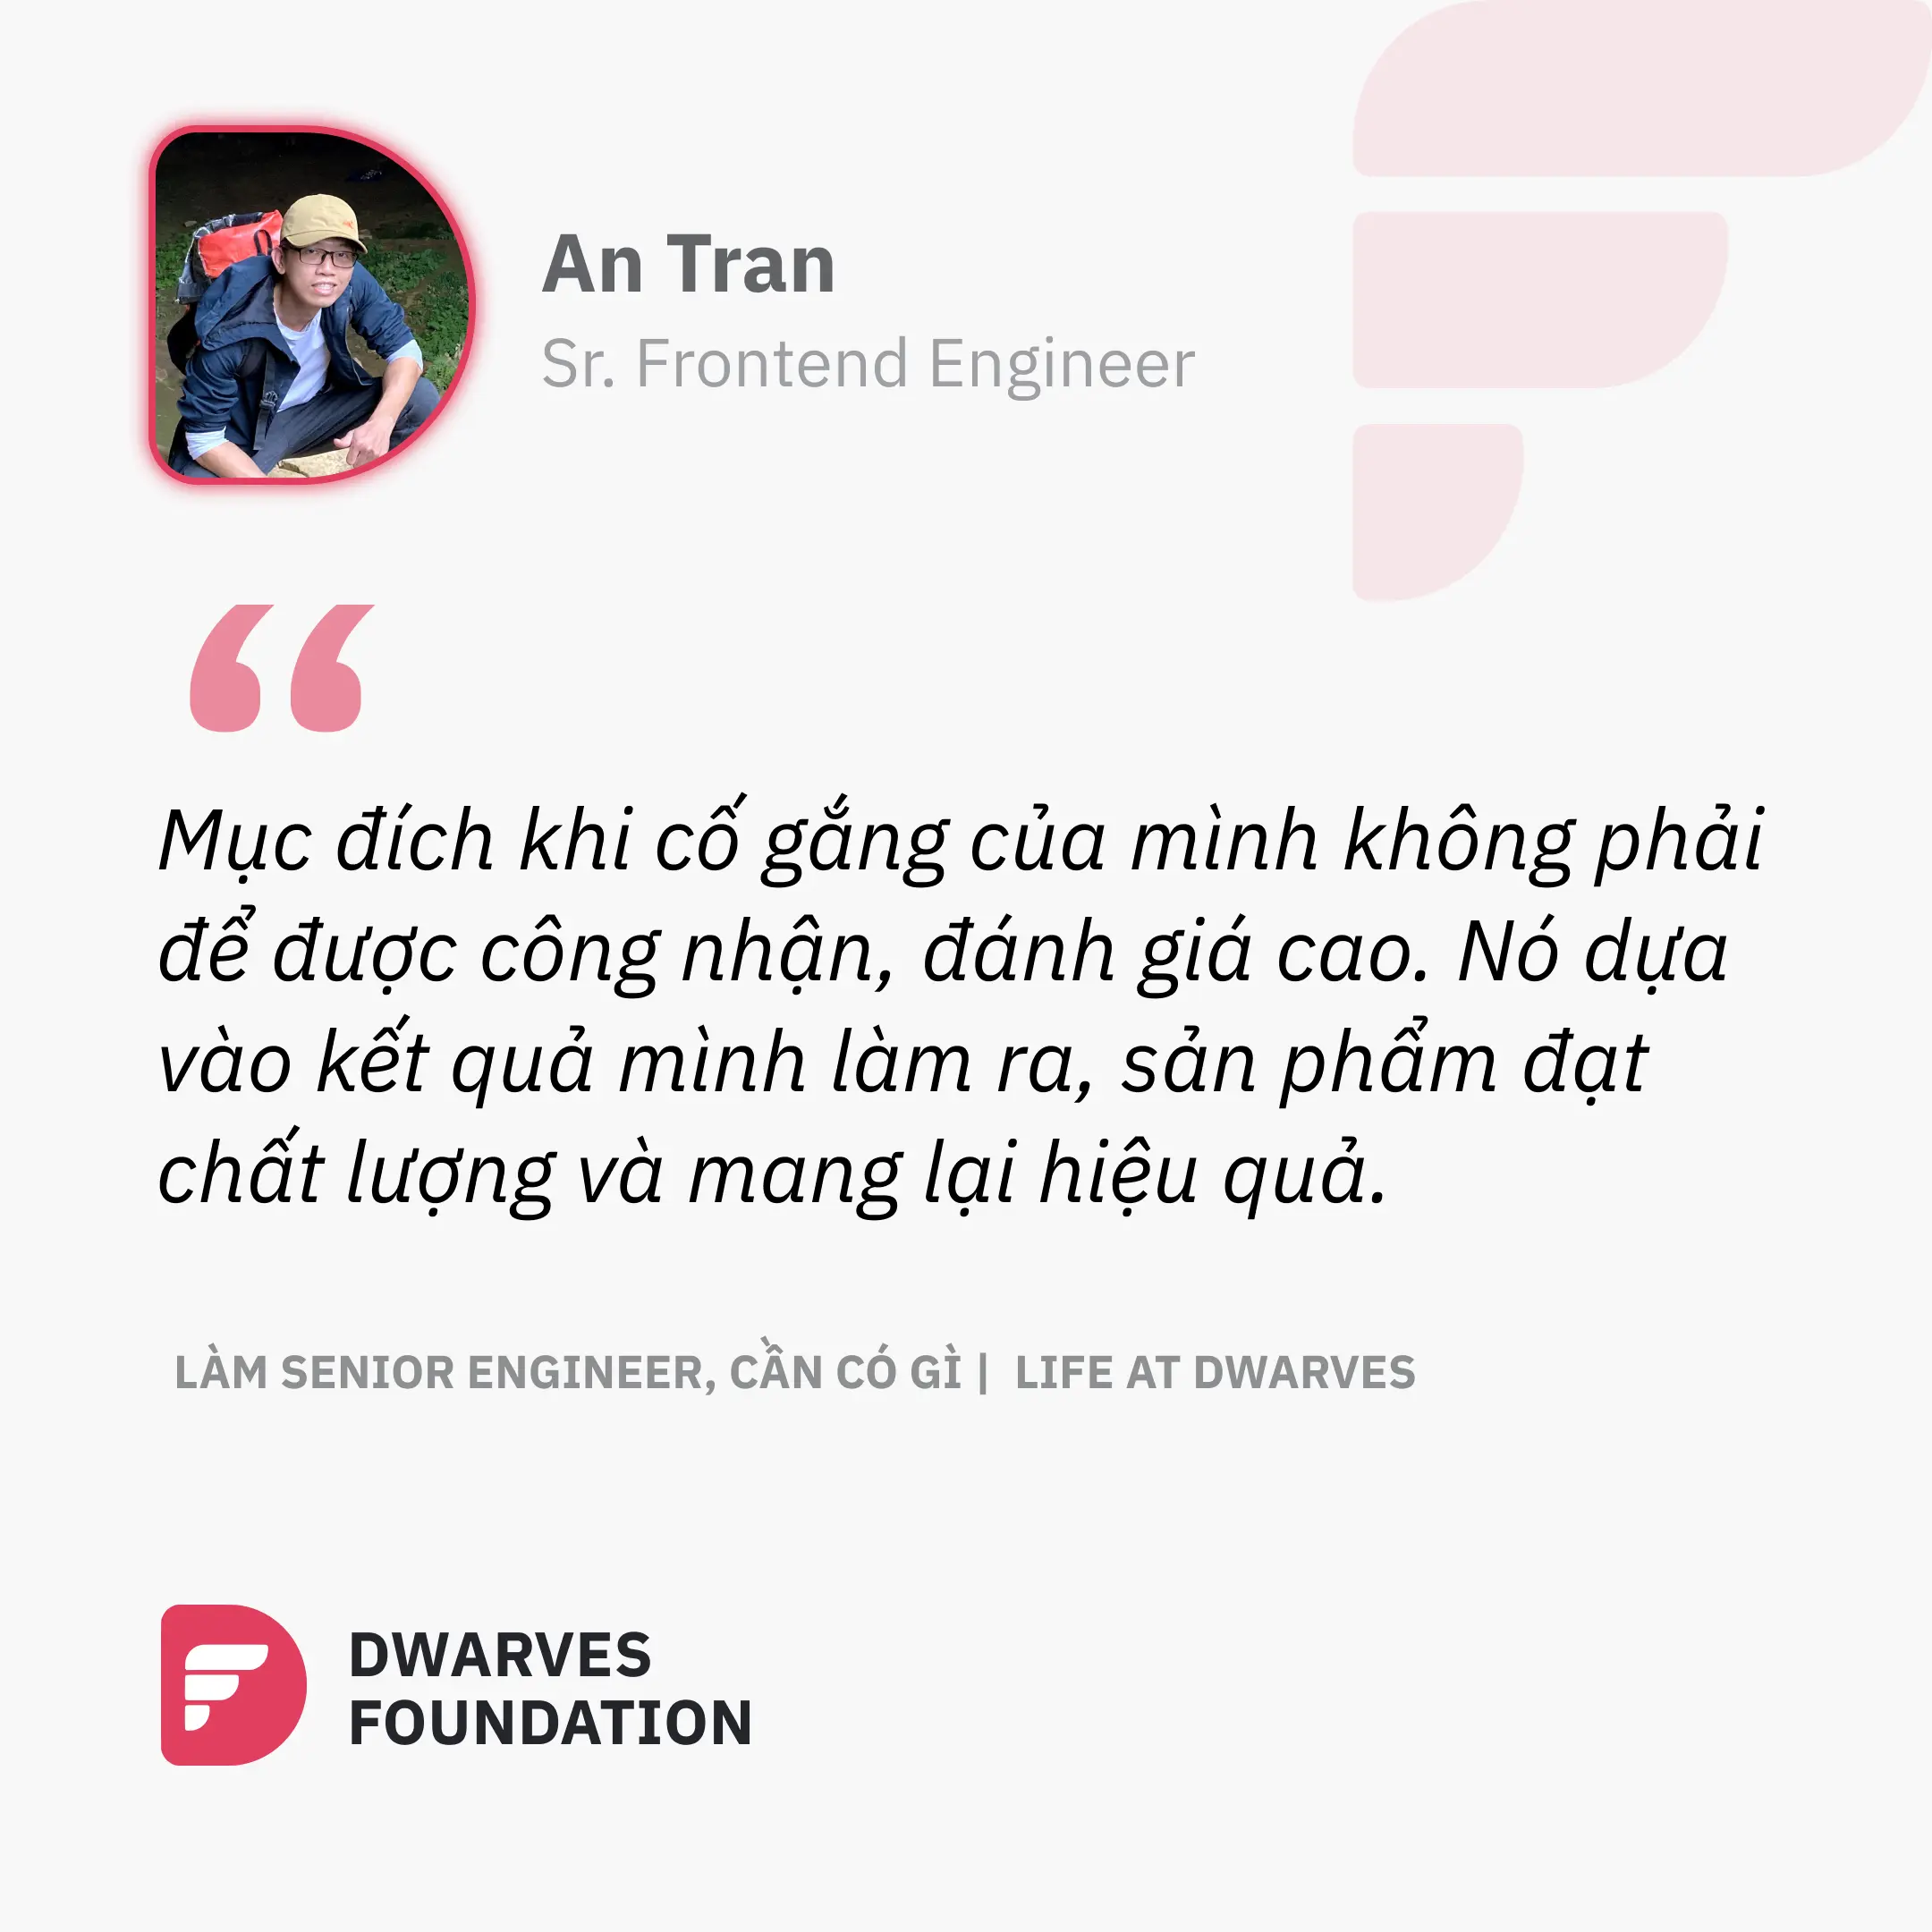 An Tran
Sr. Frontend Engineer
“
Mục đích khi cố gắng của mình không phải
để được công nhận, đánh giá cao. Nó dựa
vào kết quả mình làm ra, sản phẩm đạt
chất lượng và mang lại hiệu quả.
LÀM SENIOR ENGINEER, CẦN CÓ GÌ | LIFE AT DWARVES
DWARVES
FOUNDATION